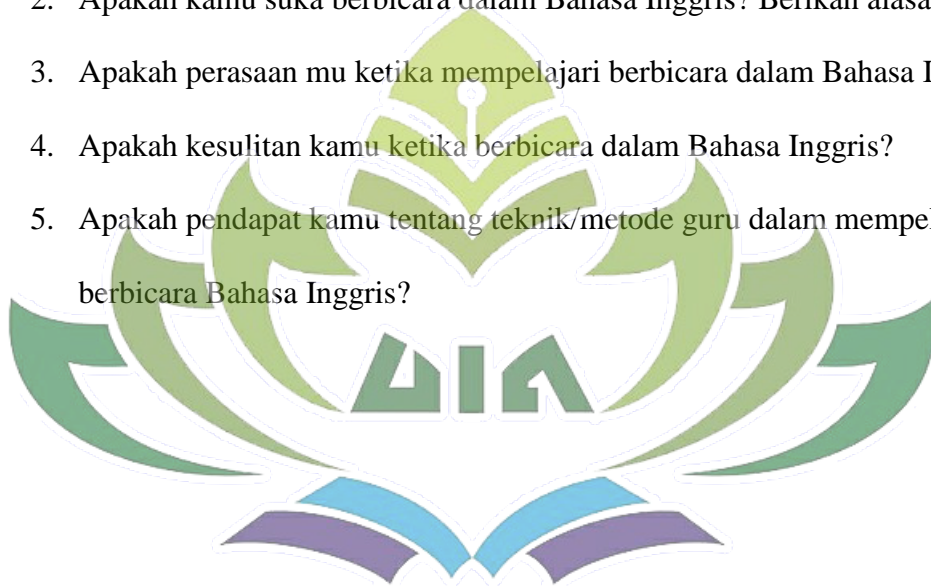 2. Apakah kamu suka berbicara dalam Bahasa Inggris? Berikan
3. Apakah perasaan mu ketika mempelajari berbicara dalam Bahasa
4. Apakah kesulitan kamu ketika berbicara dalam Bahasa Inggris?
5. Apakah pendapat kamu tentang teknik/metode guru dalam
berbicara Bahasa Inggris?
UIN